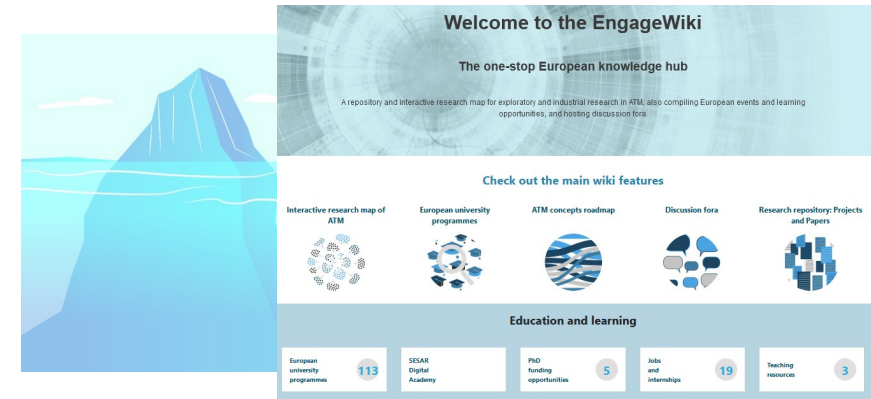 Welcome to the EngageWiki
The one-stop European knowledge hub
A repository and interactive research map for exploratory and industrial research in ATM, also compiling European events and learning
opportunities, and hosting discussion fora.
Check out the main wiki features
Interactive research map of
ATM
European university
programmes
ATM concepts roadmap
Discussion fora
Research repository: Projects
and Papers
Education and learning
European
university
programmes
113
SESAR
Digital
Academy
PhD
funding
opportunities
5
Jobs
and
internships
19
Teaching
resources
3